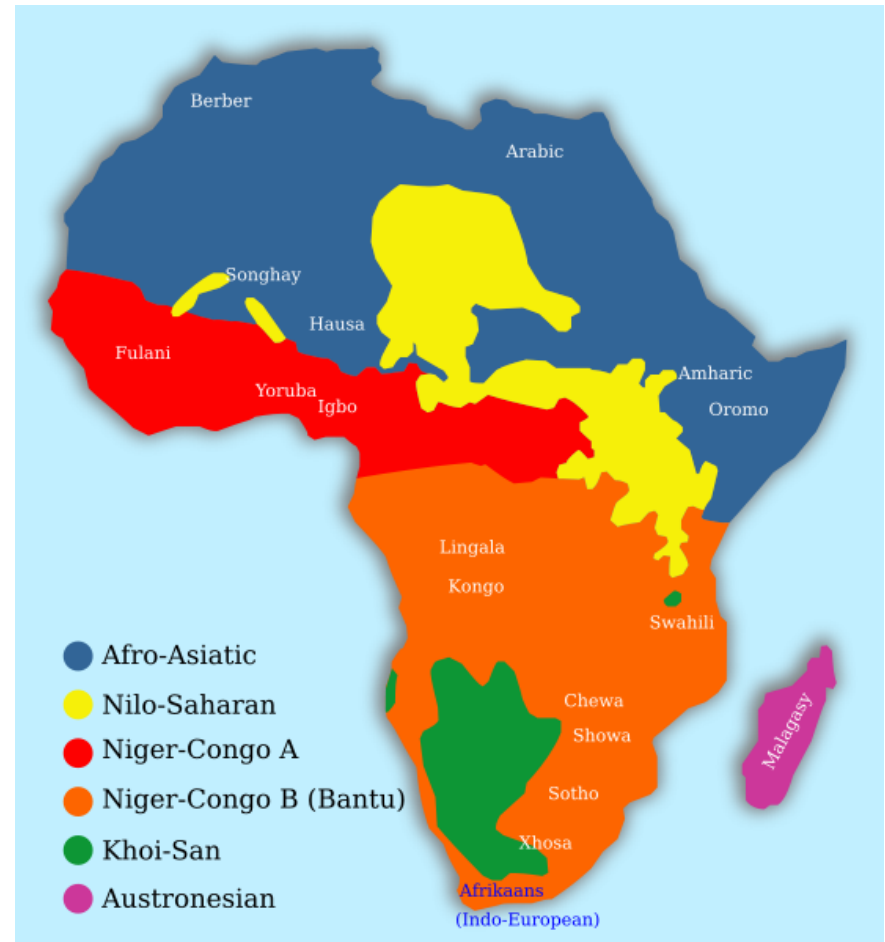 Berber
Arabic
Songhay
Hausa
Fulani
Amharic
Yoruba
Igbo
Oromo
Lingala
Kongo
Swahili
Chewa
Showa
Malagasy
Sotho
Xhosa
Afrikaans
(Indo-European)
Afro-Asiatic
Nilo-Saharan
Niger-Congo A
Niger-Congo B (Bantu)
Khoi-San
Austronesian